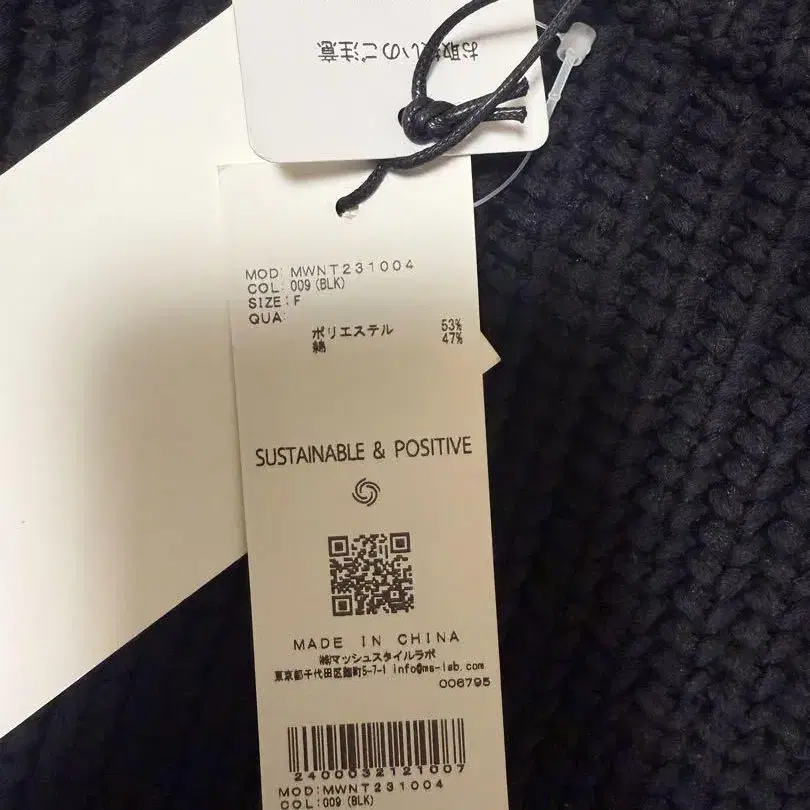 お取扱いのご注意
MOD: MWNT231004
COL: 009 (BLK)
SIZE: F
QUA:
ポリエステル 53%
綿 47%
SUSTAINABLE & POSITIVE
MADE IN CHINA
㈱マッシュスタイルラボ
東京都千代田区麹町5-7-1 info@ms-lab.com
006795
2400032121007
MOD:MWNT231004
COL:009 (BLK)